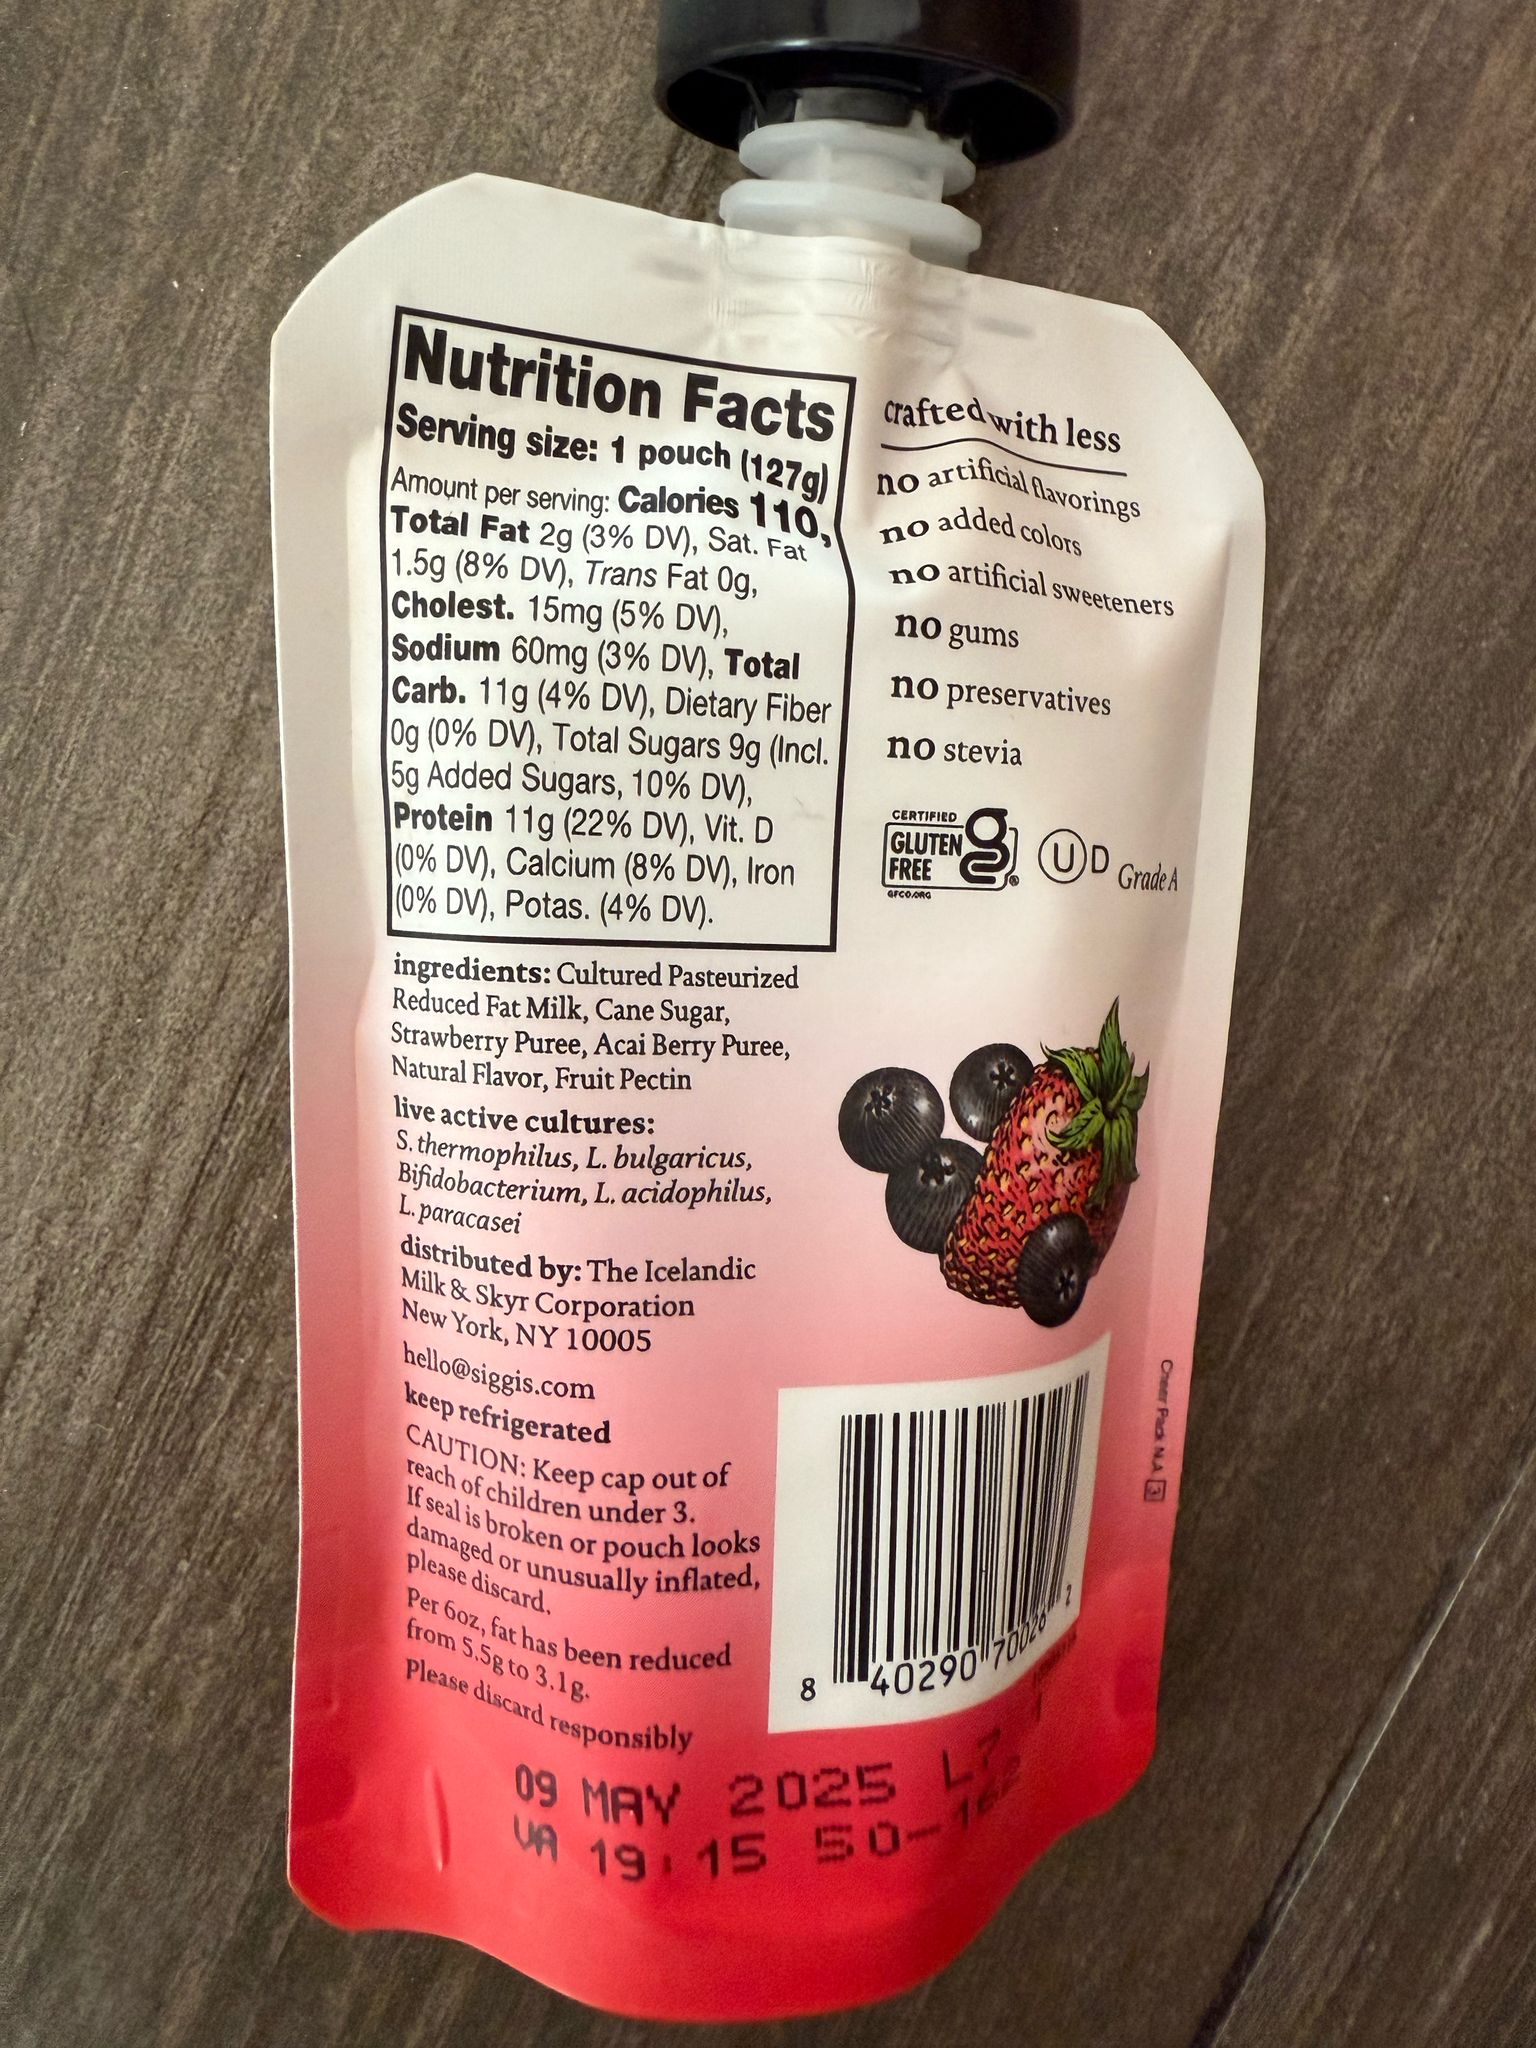 Nutrition Facts
Serving size: 1 pouch (127g)
Amount per serving: Calories 110,
Total Fat 2g (3% DV), Sat. Fat
1.5g (8% DV), Trans Fat 0g,
Cholest. 15mg (5% DV),
Sodium 60mg (3% DV), Total
Carb. 11g (4% DV), Dietary Fiber
0g (0% DV), Total Sugars 9g (Incl.
5g Added Sugars, 10% DV),
Protein 11g (22% DV), Vit. D
(0% DV), Calcium (8% DV), Iron
(0% DV), Potas. (4% DV).
crafted with less
no artificial flavorings
no added colors
no artificial sweeteners
no gums
no preservatives
no stevia
CERTIFIED
GLUTEN
FREE
GFCO.ORG
g
®
U D
Grade A
ingredients: Cultured Pasteurized
Reduced Fat Milk, Cane Sugar,
Strawberry Puree, Acai Berry Puree,
Natural Flavor, Fruit Pectin
live active cultures:
S. thermophilus, L. bulgaricus,
Bifidobacterium, L. acidophilus,
L. paracasei
distributed by: The Icelandic
Milk & Skyr Corporation
New York, NY 10005
hello@siggis.com
keep refrigerated
CAUTION: Keep cap out of
reach of children under 3.
If seal is broken or pouch looks
damaged or unusually inflated,
please discard.
Per 6oz, fat has been reduced
from 5.5g to 3.1g.
Please discard responsibly
Cheer Pack N.A. 3
8 40290 70026 2
09 MAY 2025 L7
VA 19:15 50-162